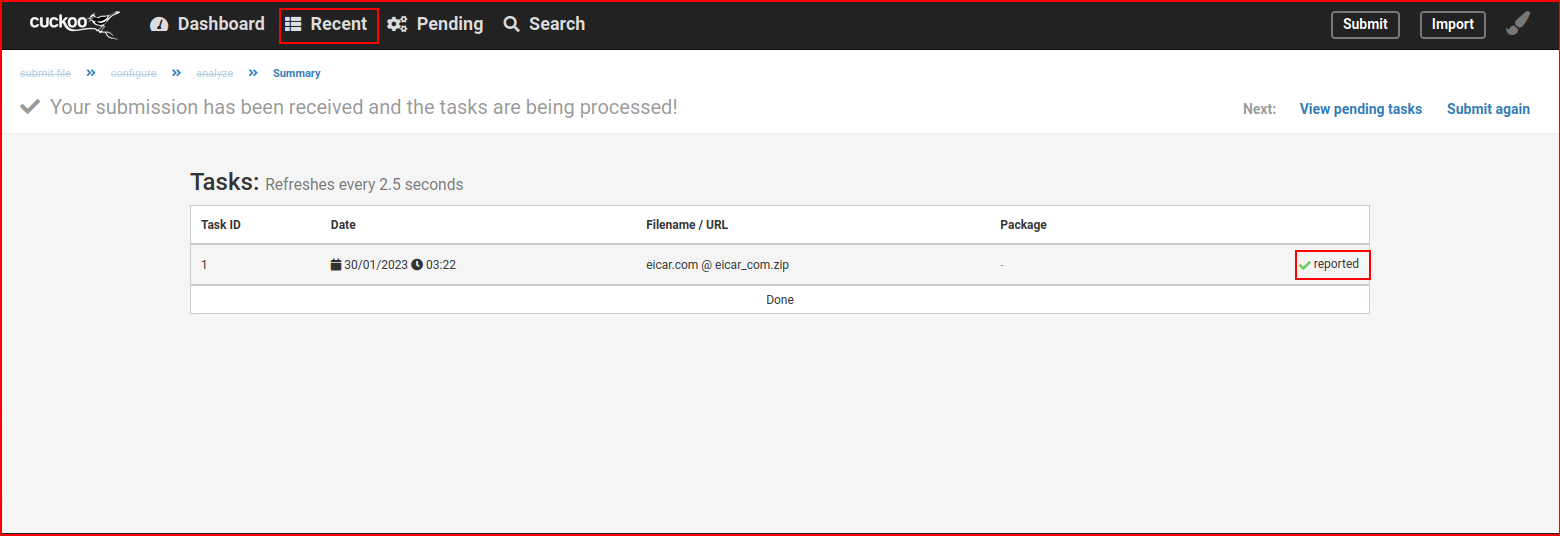 cuckoo Dashboard Recent Pending Search Submit Import
submit file » configure » analyze » Summary
Your submission has been received and the tasks are being processed! Next: View pending tasks Submit again
Tasks: Refreshes every 2.5 seconds
Task ID Date Filename / URL Package
1 30/01/2023 03:22 eicar.com @ eicar_com.zip - reported
Done